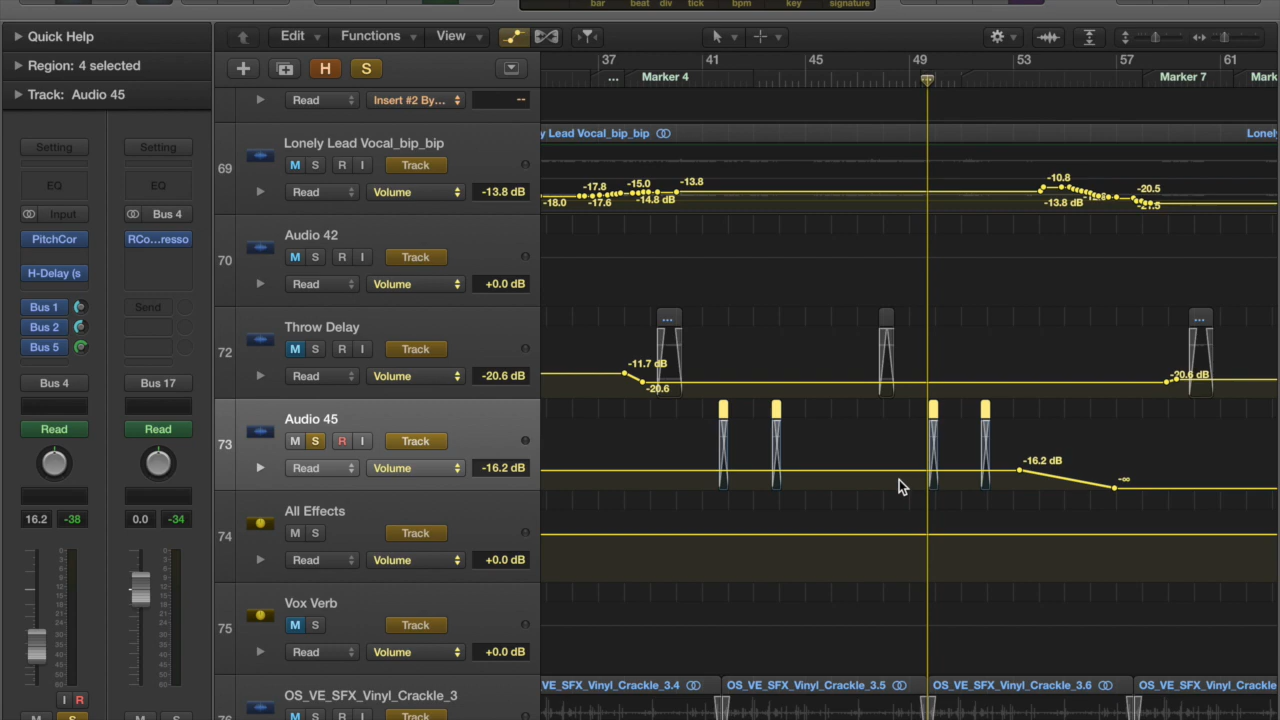 bar beat div tick bpm key signature
Quick Help
Edit Functions View
Region: 4 selected
Track: Audio 45
H S
37 41 45 49 53 57 61
... Marker 4 Marker 7 Mark
Read Insert #2 By... --
Setting Setting
EQ EQ
Input Bus 4
PitchCor RCo...resso
H-Delay (s
Bus 1 Send
Bus 2
Bus 5
Bus 4 Bus 17
Read Read
16.2 -38 0.0 -34
I R
M S M S
69 Lonely Lead Vocal_bip_bip
M S R I Track
Read Volume -13.8 dB
y Lead Vocal_bip_bip Lonel
-18.0 -17.8 -17.6 -15.0 -14.8 dB -13.8 -10.8 -13.8 dB -20.5 -21.5
70 Audio 42
M S R I Track
Read Volume +0.0 dB
72 Throw Delay
M S R I Track
Read Volume -20.6 dB
... ...
-11.7 dB -20.6 -20.6 dB
73 Audio 45
M S R I Track
Read Volume -16.2 dB
-16.2 dB -∞
74 All Effects
M S Track
Read Volume +0.0 dB
75 Vox Verb
M S Track
Read Volume +0.0 dB
76 OS_VE_SFX_Vinyl_Crackle_3
M S R I Track
VE_SFX_Vinyl_Crackle_3.4 OS_VE_SFX_Vinyl_Crackle_3.5 OS_VE_SFX_Vinyl_Crackle_3.6 OS_VE_SFX_Vinyl_Crackle